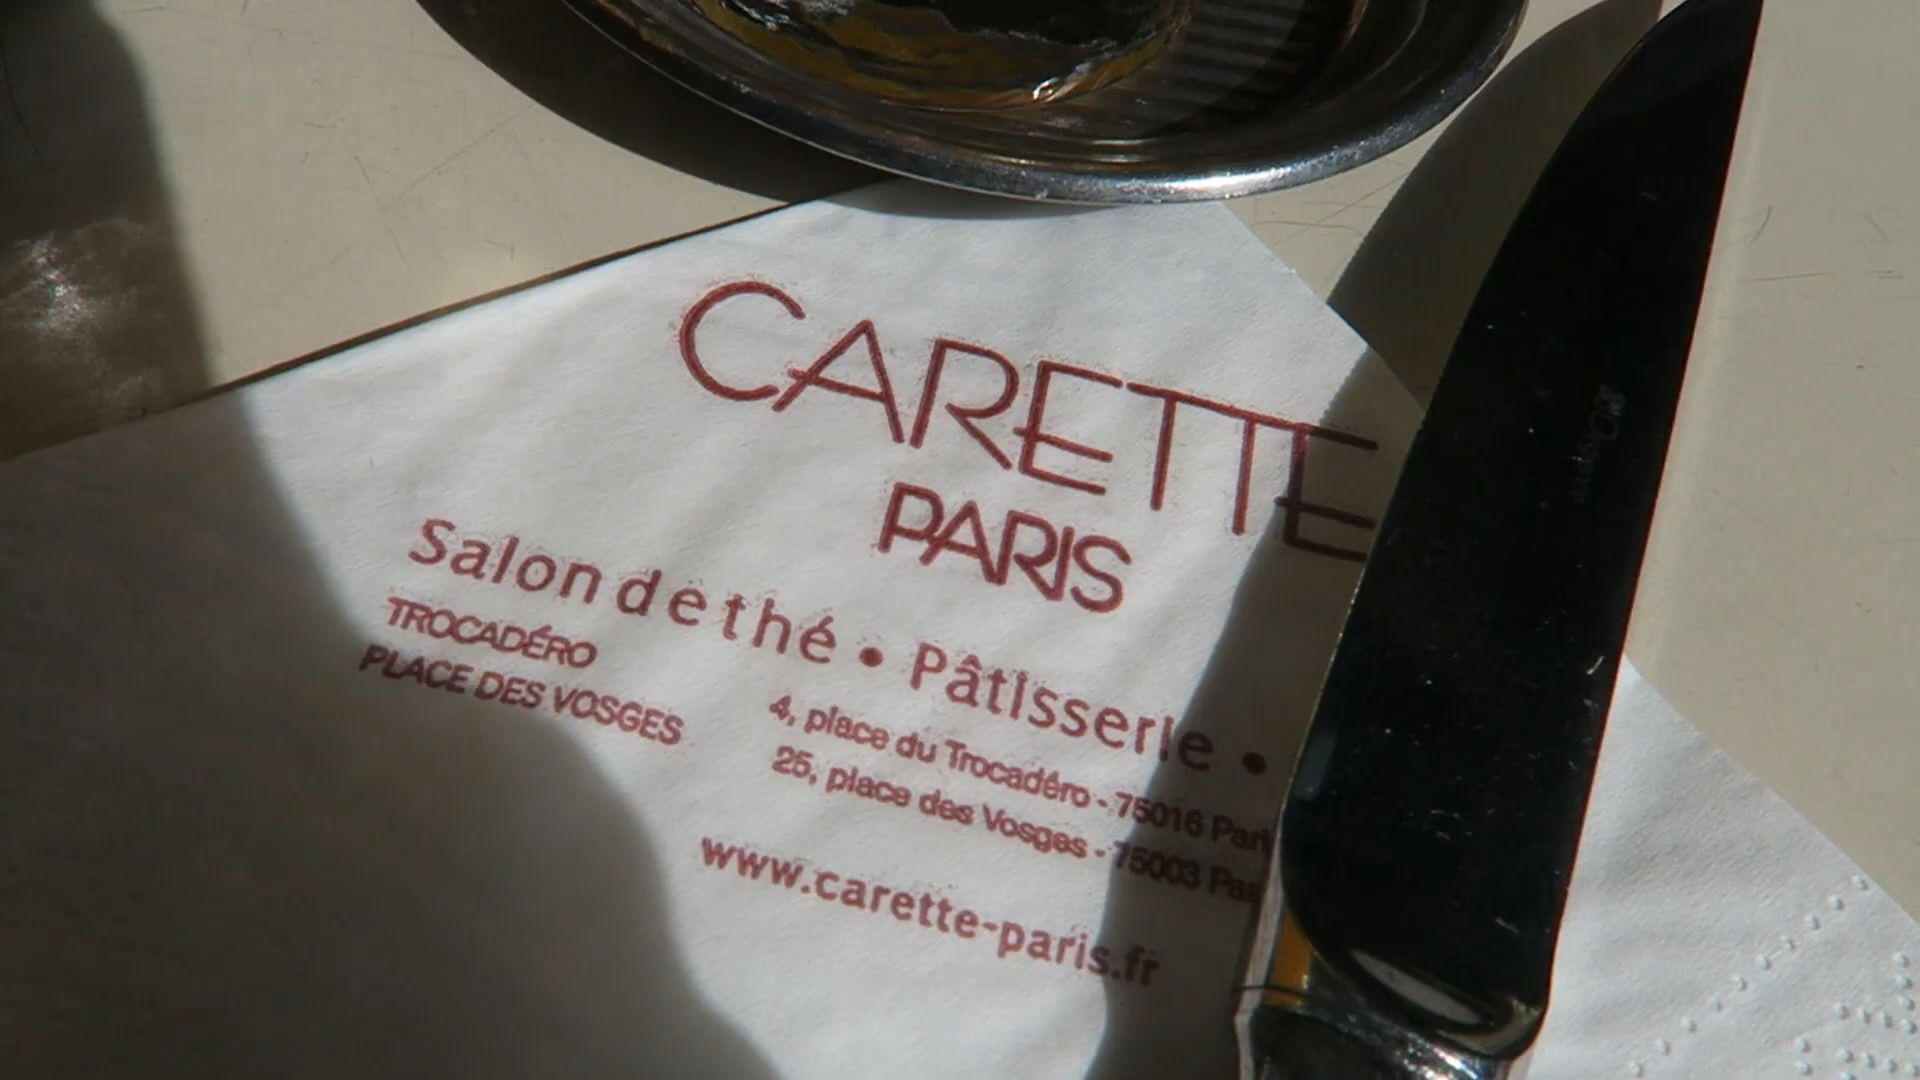 CARETTE
PARIS
Salon de thé • Pâtisserie •
TROCADÉRO
4, place du Trocadéro - 75016
PLACE DES VOSGES
25, place des Vosges - 75003
www.carette-paris.fr